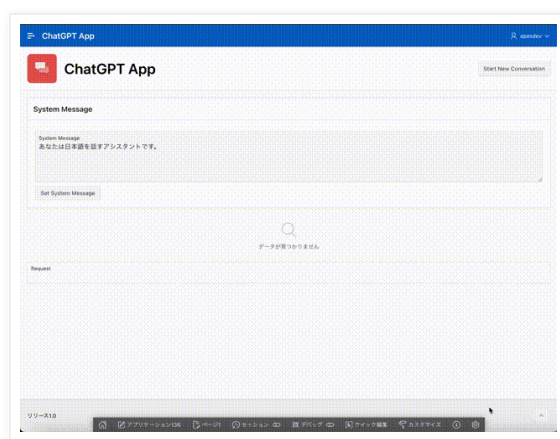 ChatGPT App
apexdev
ChatGPT App
Start New Conversation
System Message
System Message
あなたは日本語を話すアシスタントです。
Set System Message
データが見つかりません
Request
リリース1.0
アプリケーション136
ページ1
セッション
デバッグ
クイック編集
カスタマイズ